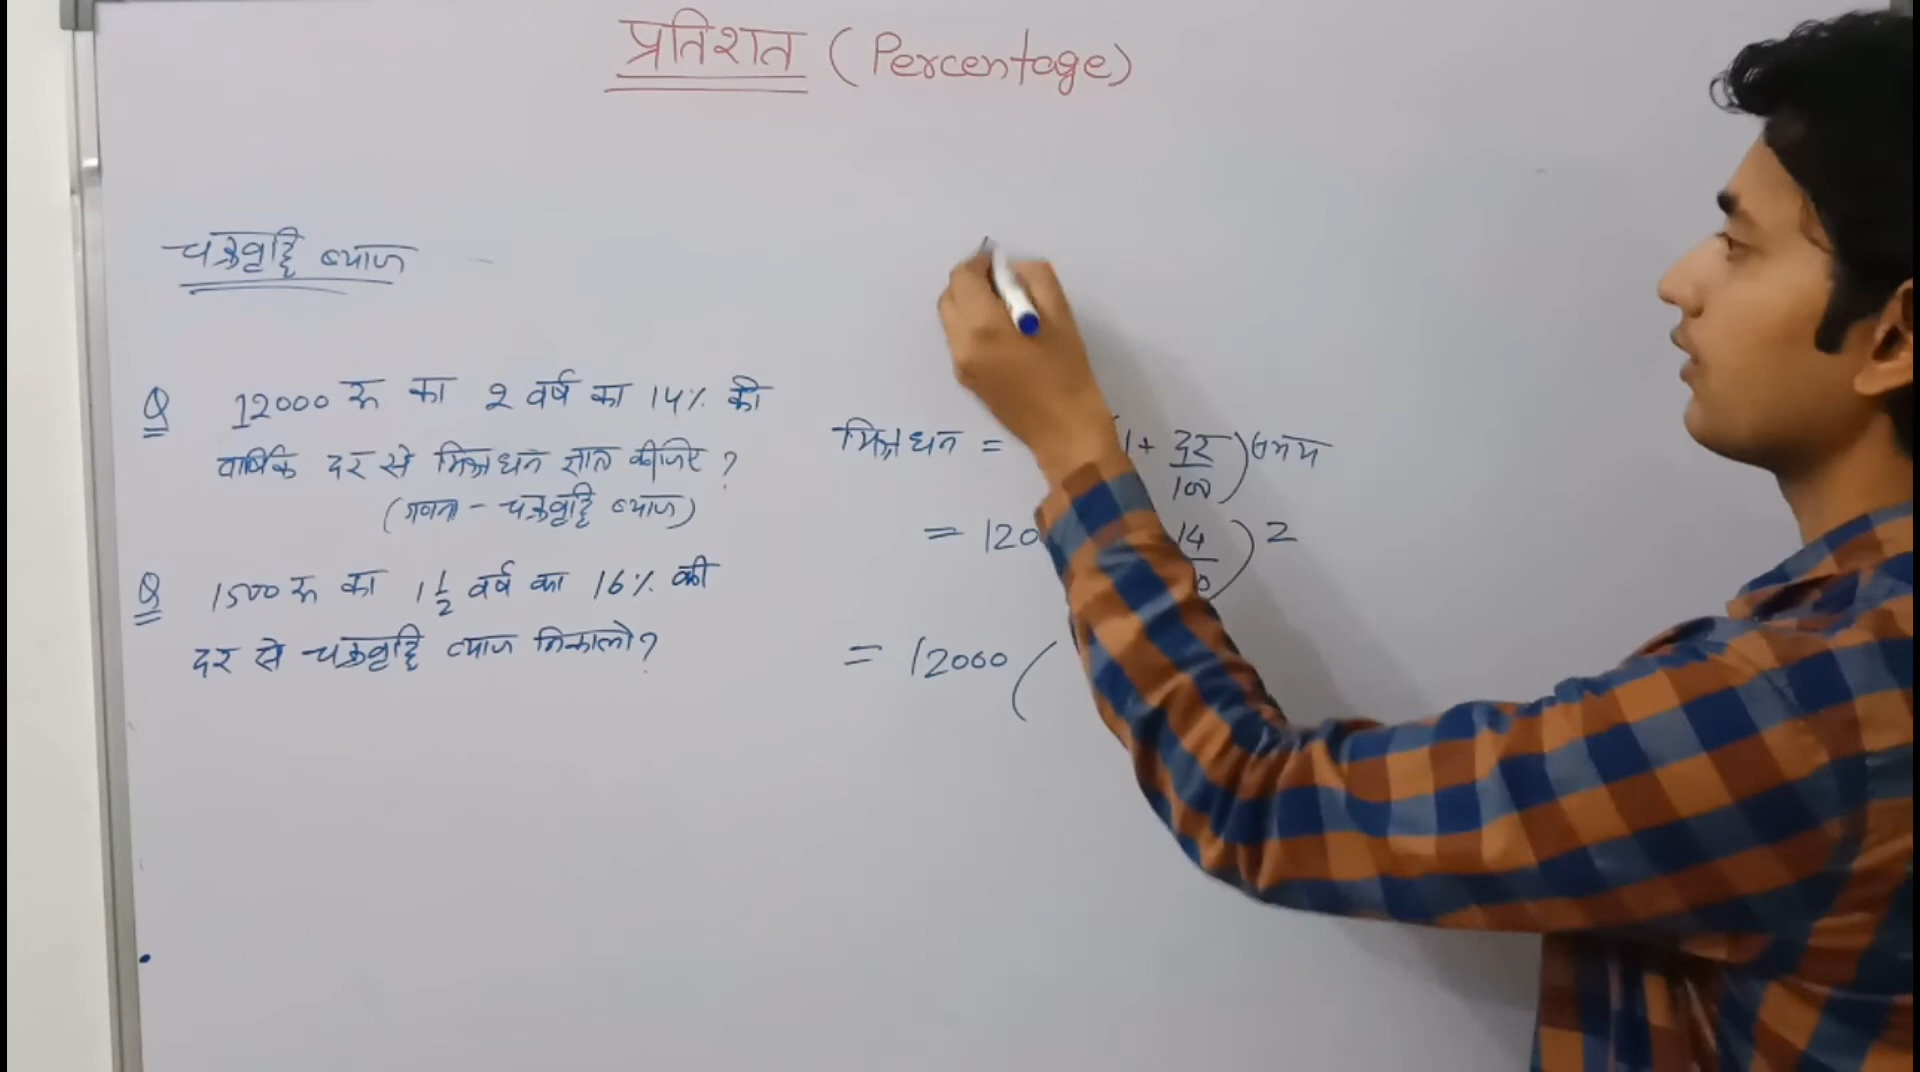 प्रतिशत (Percentage)
चक्रवृद्धि ब्याज
Q 12000 रू का 2 वर्ष का 14% की
वार्षिक दर से मिश्रधन ज्ञात कीजिए?
(गणना - चक्रवृद्धि ब्याज)
Q 1500 रू का 1 1/2 वर्ष का 16% की
दर से चक्रवृद्धि ब्याज निकालो?
मिश्रधन = (1 + दर/100) समय
= 120 14 ) 2
= 12000 (